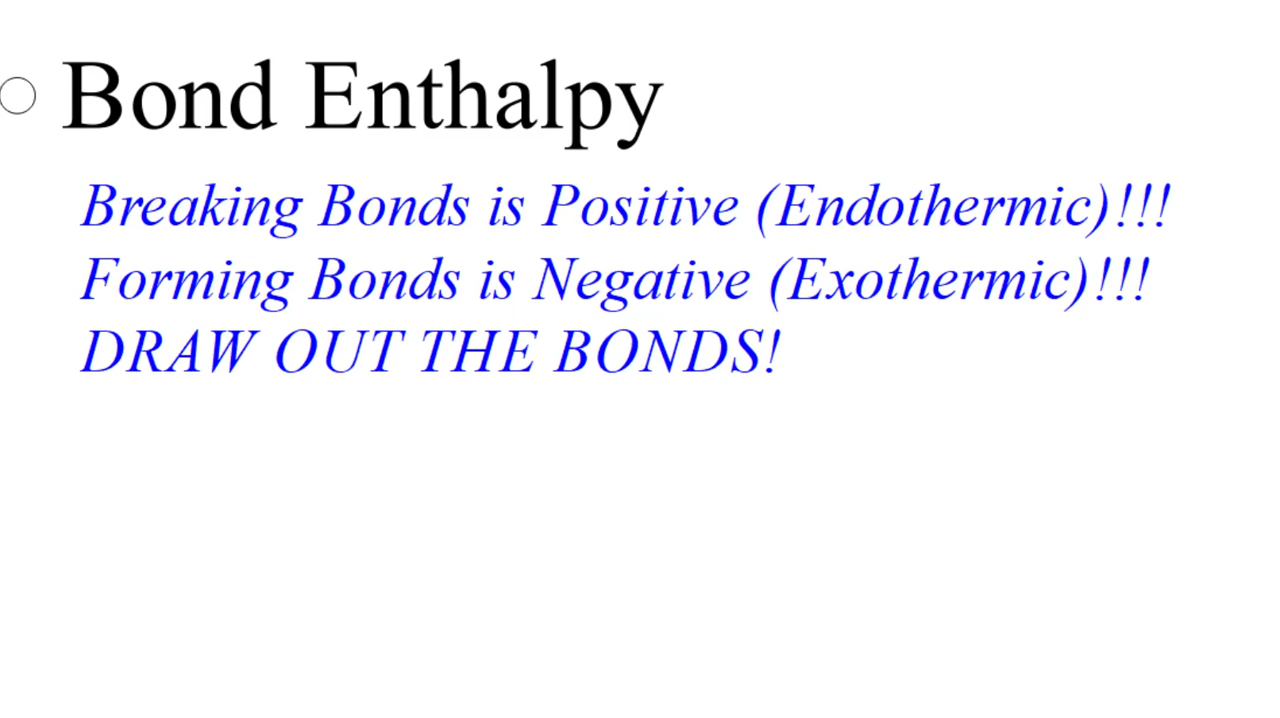 Bond Enthalpy
Breaking Bonds is Positive (Endothermic)!!!
Forming Bonds is Negative (Exothermic)!!!
DRAW OUT THE BONDS!